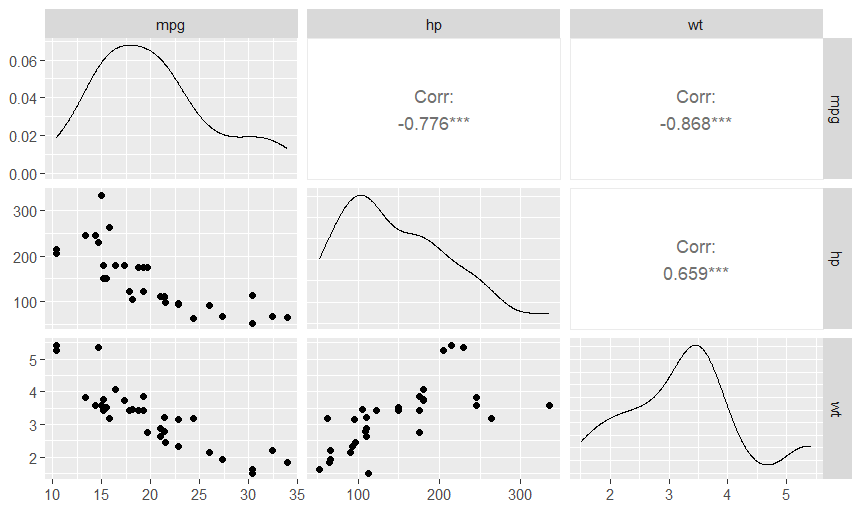 mpg
hp
wt
0.06
0.04
0.02
0.00
Corr:
-0.776***
Corr:
-0.868***
mpg
300
200
100
Corr:
0.659***
hp
5
4
3
2
wt
10 15 20 25 30 35
100 200 300
2 3 4 5